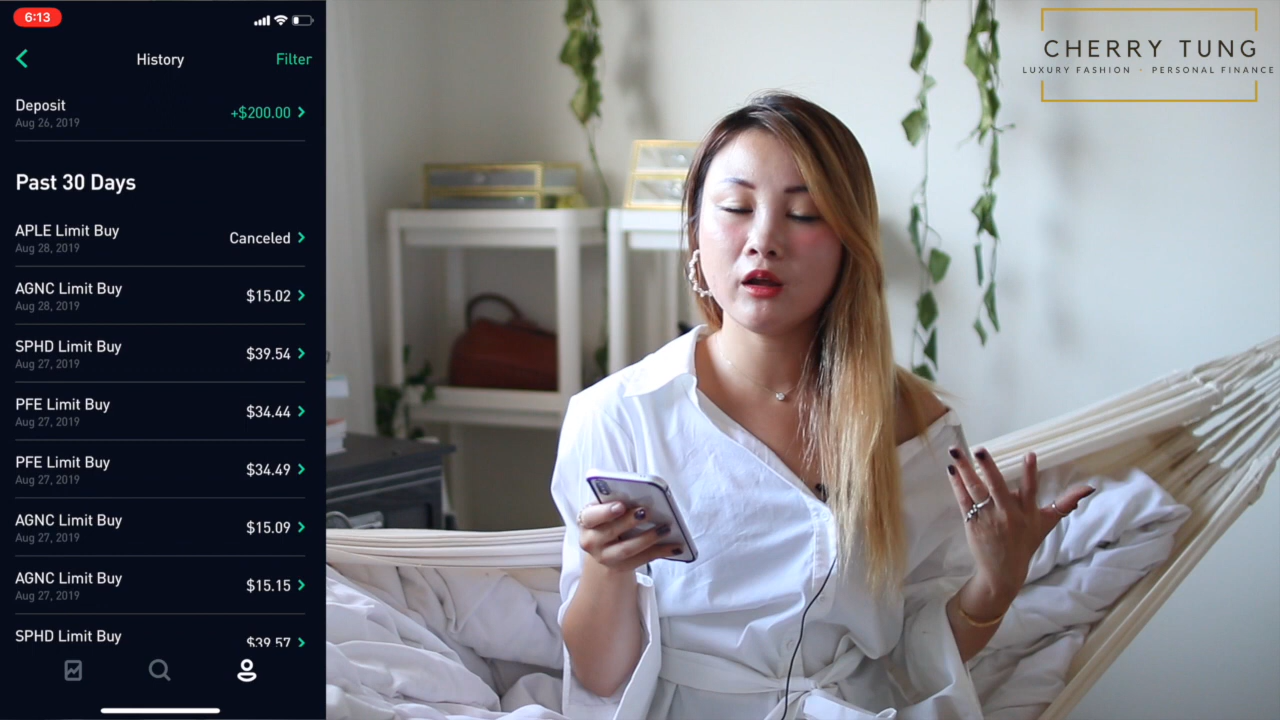 6:13
History
Filter
Deposit
Aug 26, 2019
+$200.00
Past 30 Days
APLE Limit Buy
Aug 28, 2019
Canceled
AGNC Limit Buy
Aug 28, 2019
$15.02
SPHD Limit Buy
Aug 27, 2019
$39.54
PFE Limit Buy
Aug 27, 2019
$34.44
PFE Limit Buy
Aug 27, 2019
$34.49
AGNC Limit Buy
Aug 27, 2019
$15.09
AGNC Limit Buy
Aug 27, 2019
$15.15
SPHD Limit Buy
$39.57
CHERRY TUNG
LUXURY FASHION · PERSONAL FINANCE